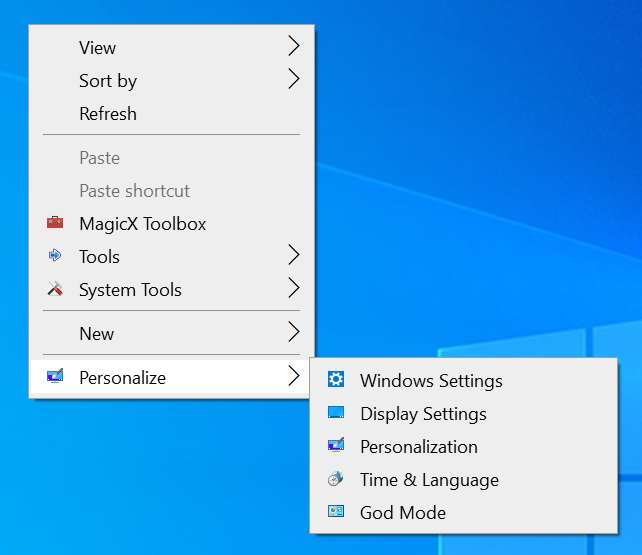 View
Sort by
Refresh
Paste
Paste shortcut
MagicX Toolbox
Tools
System Tools
New
Personalize
Windows Settings
Display Settings
Personalization
Time & Language
God Mode